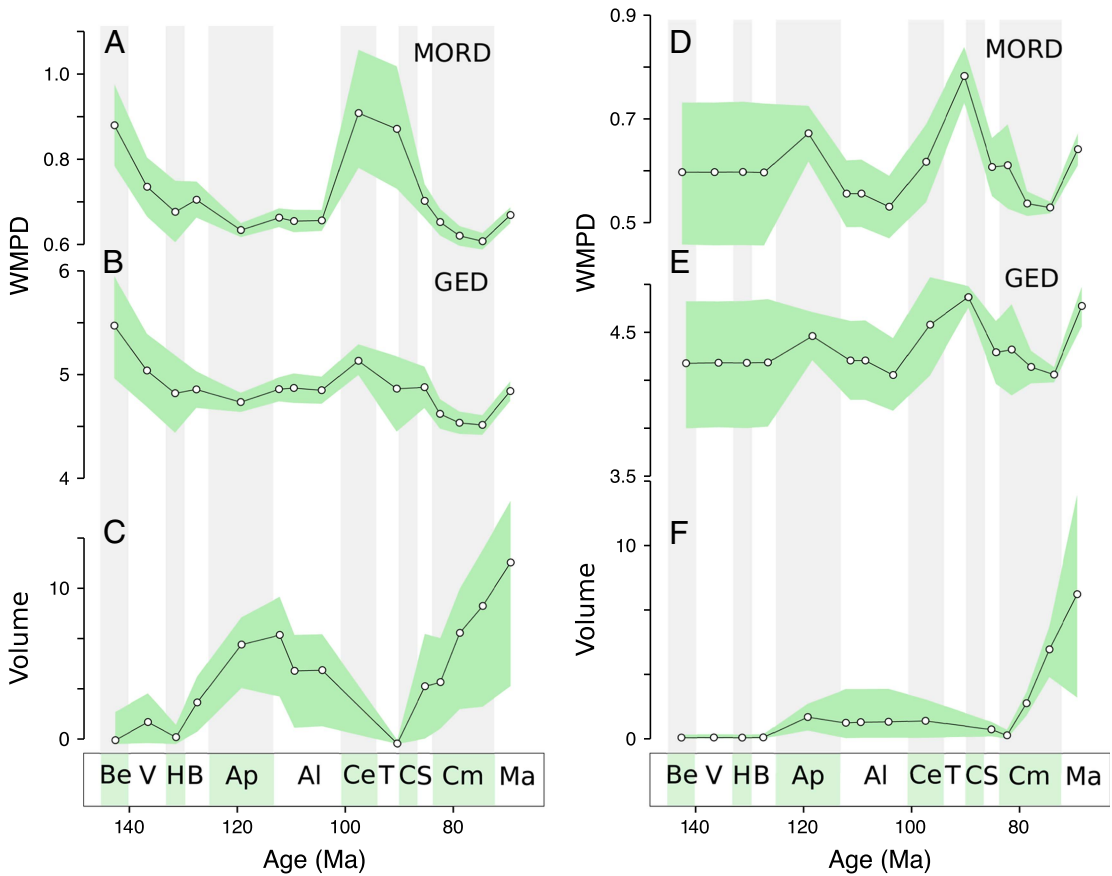 A
MORD
1.0
0.8
0.6
WMPD
B
GED
6
5
4
C
10
0
Volume
Be V H B Ap Al Ce T C S Cm Ma
140 120 100 80
Age (Ma)
D
MORD
0.9
0.7
0.5
WMPD
E
GED
4.5
3.5
F
10
0
Volume
Be V H B Ap Al Ce T C S Cm Ma
140 120 100 80
Age (Ma)